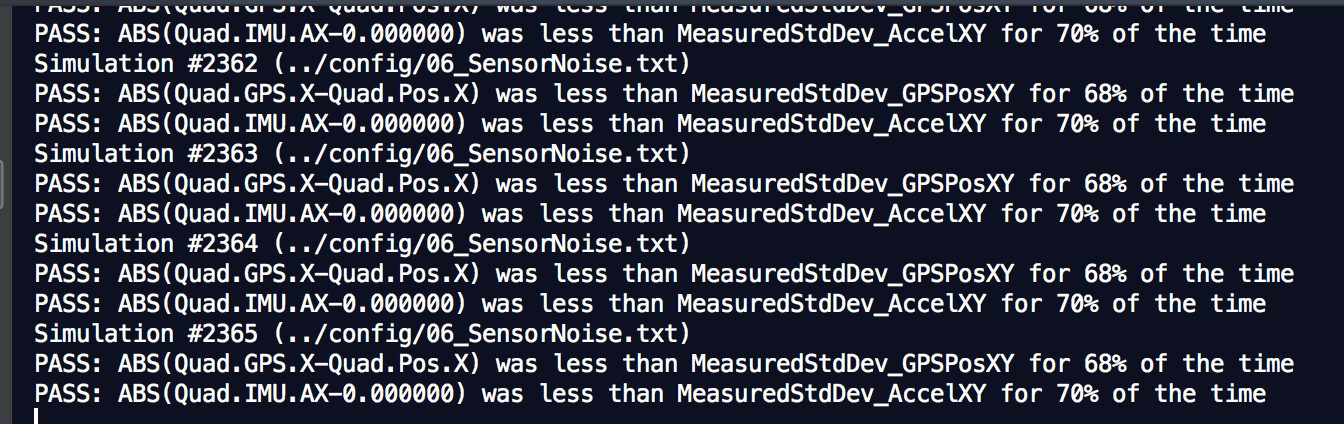 PASS: ABS(Quad.GPS.X-Quad.Pos.X) was less than MeasuredStdDev_GPSPosXY for 68% of the time
PASS: ABS(Quad.IMU.AX-0.000000) was less than MeasuredStdDev_AccelXY for 70% of the time
Simulation #2362 (../config/06_SensorNoise.txt)
PASS: ABS(Quad.GPS.X-Quad.Pos.X) was less than MeasuredStdDev_GPSPosXY for 68% of the time
PASS: ABS(Quad.IMU.AX-0.000000) was less than MeasuredStdDev_AccelXY for 70% of the time
Simulation #2363 (../config/06_SensorNoise.txt)
PASS: ABS(Quad.GPS.X-Quad.Pos.X) was less than MeasuredStdDev_GPSPosXY for 68% of the time
PASS: ABS(Quad.IMU.AX-0.000000) was less than MeasuredStdDev_AccelXY for 70% of the time
Simulation #2364 (../config/06_SensorNoise.txt)
PASS: ABS(Quad.GPS.X-Quad.Pos.X) was less than MeasuredStdDev_GPSPosXY for 68% of the time
PASS: ABS(Quad.IMU.AX-0.000000) was less than MeasuredStdDev_AccelXY for 70% of the time
Simulation #2365 (../config/06_SensorNoise.txt)
PASS: ABS(Quad.GPS.X-Quad.Pos.X) was less than MeasuredStdDev_GPSPosXY for 68% of the time
PASS: ABS(Quad.IMU.AX-0.000000) was less than MeasuredStdDev_AccelXY for 70% of the time